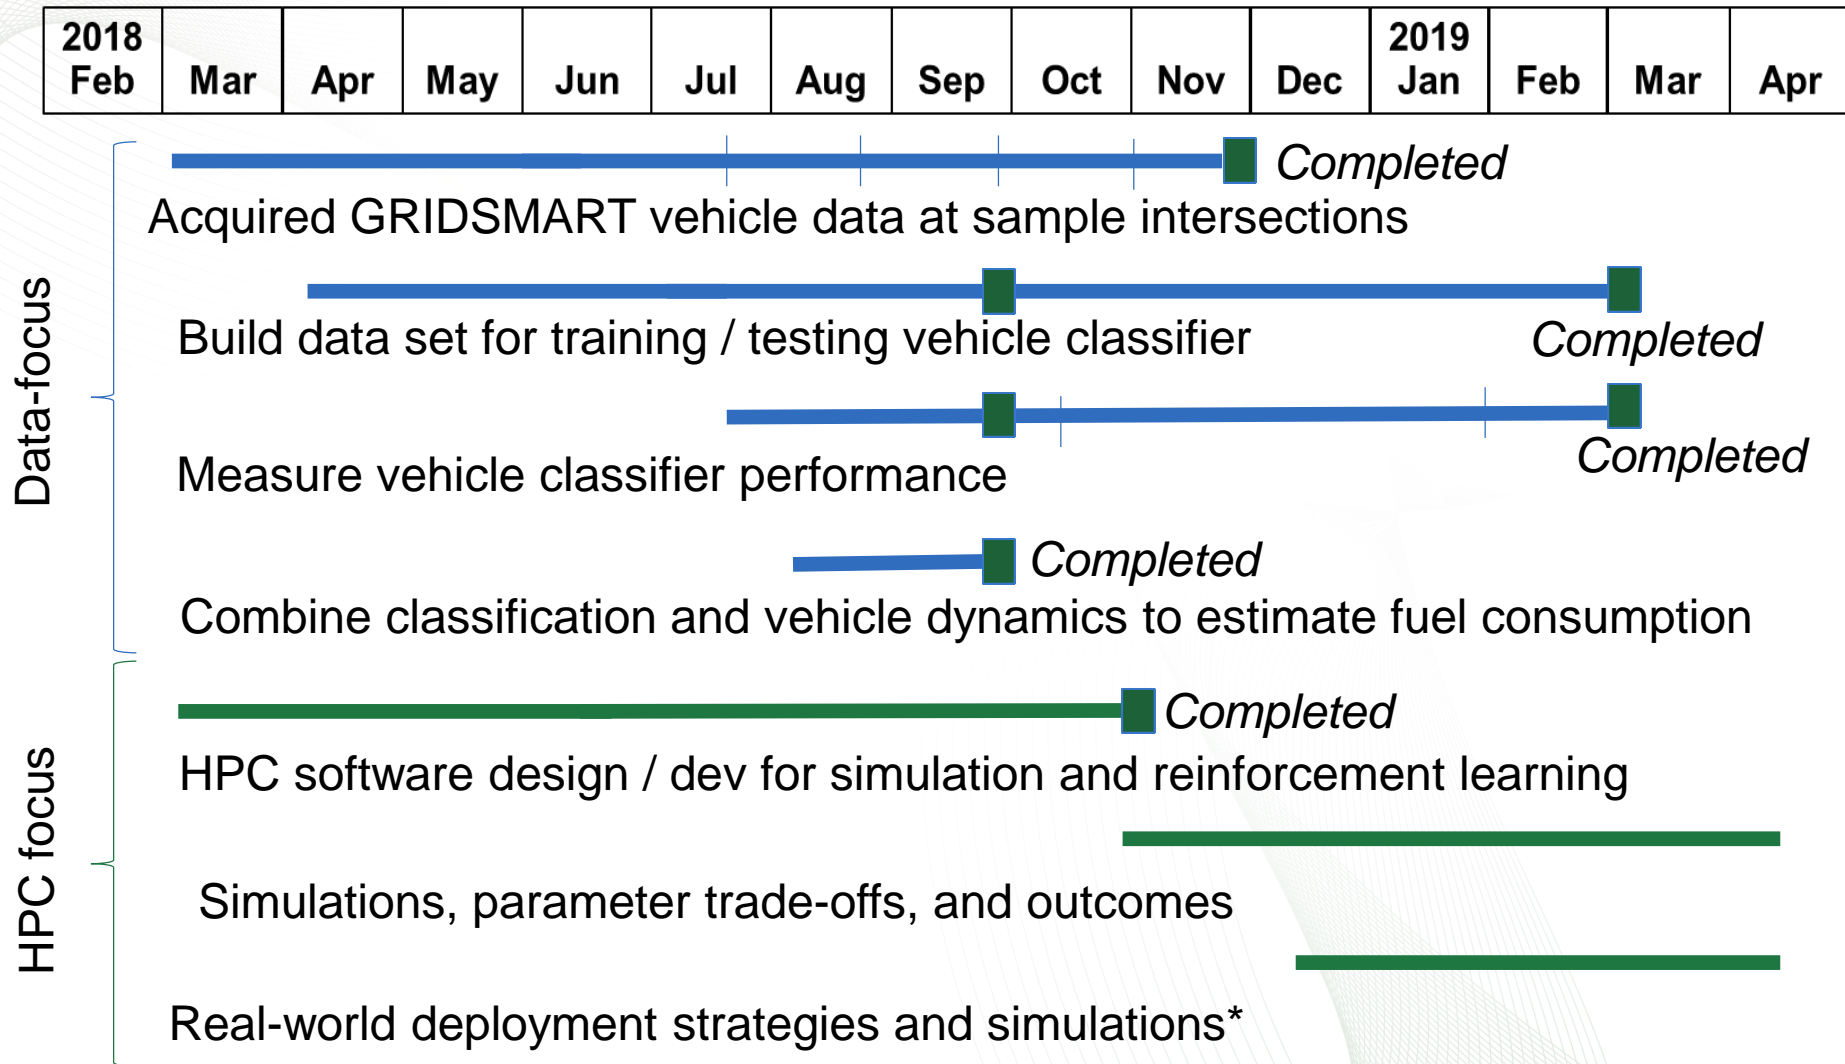 2018
Feb Mar Apr May Jun Jul Aug Sep Oct Nov Dec 2019
Jan Feb Mar Apr
Data-focus
Completed
Acquired GRIDSMART vehicle data at sample intersections
Build data set for training / testing vehicle classifier
Completed
Measure vehicle classifier performance
Completed
Completed
Combine classification and vehicle dynamics to estimate fuel consumption
HPC focus
Completed
HPC software design / dev for simulation and reinforcement learning
Simulations, parameter trade-offs, and outcomes
Real-world deployment strategies and simulations*